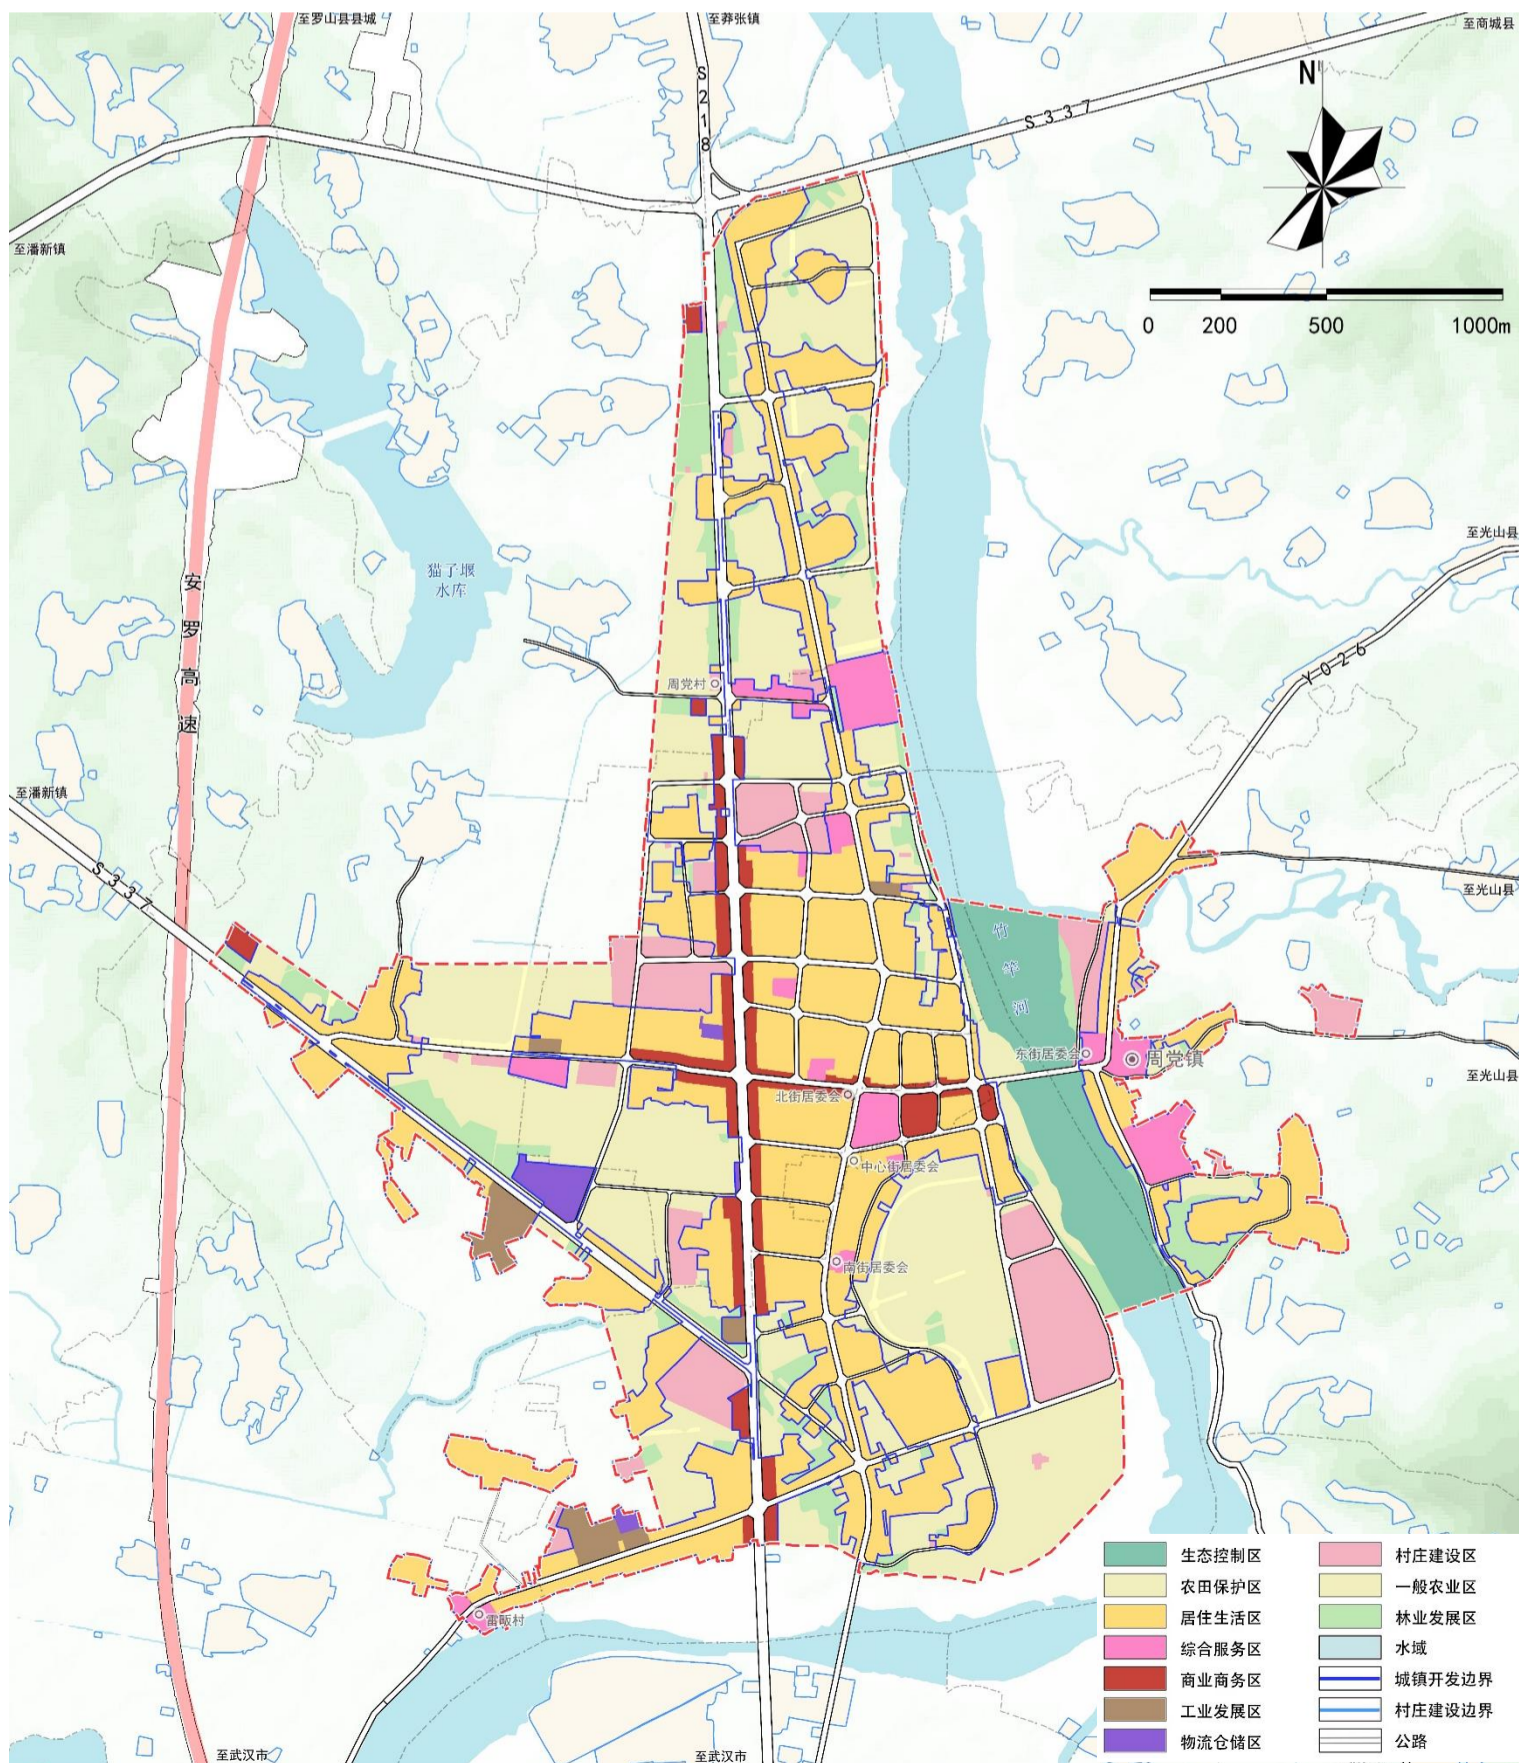 至罗山县县城
至莽张镇
至商城县
N
S218
S337
0 200 500 1000m
至潘新镇
至光山县
猫子堰
水库
安罗高速
Y026
周党村
至潘新镇
S337
至光山县
竹竿河
东街居委会
周党镇
至光山县
北街居委会
中心街居委会
南街居委会
雷畈村
至武汉市
至武汉市
生态控制区
村庄建设区
农田保护区
一般农业区
居住生活区
林业发展区
综合服务区
水域
商业商务区
城镇开发边界
工业发展区
村庄建设边界
物流仓储区
公路